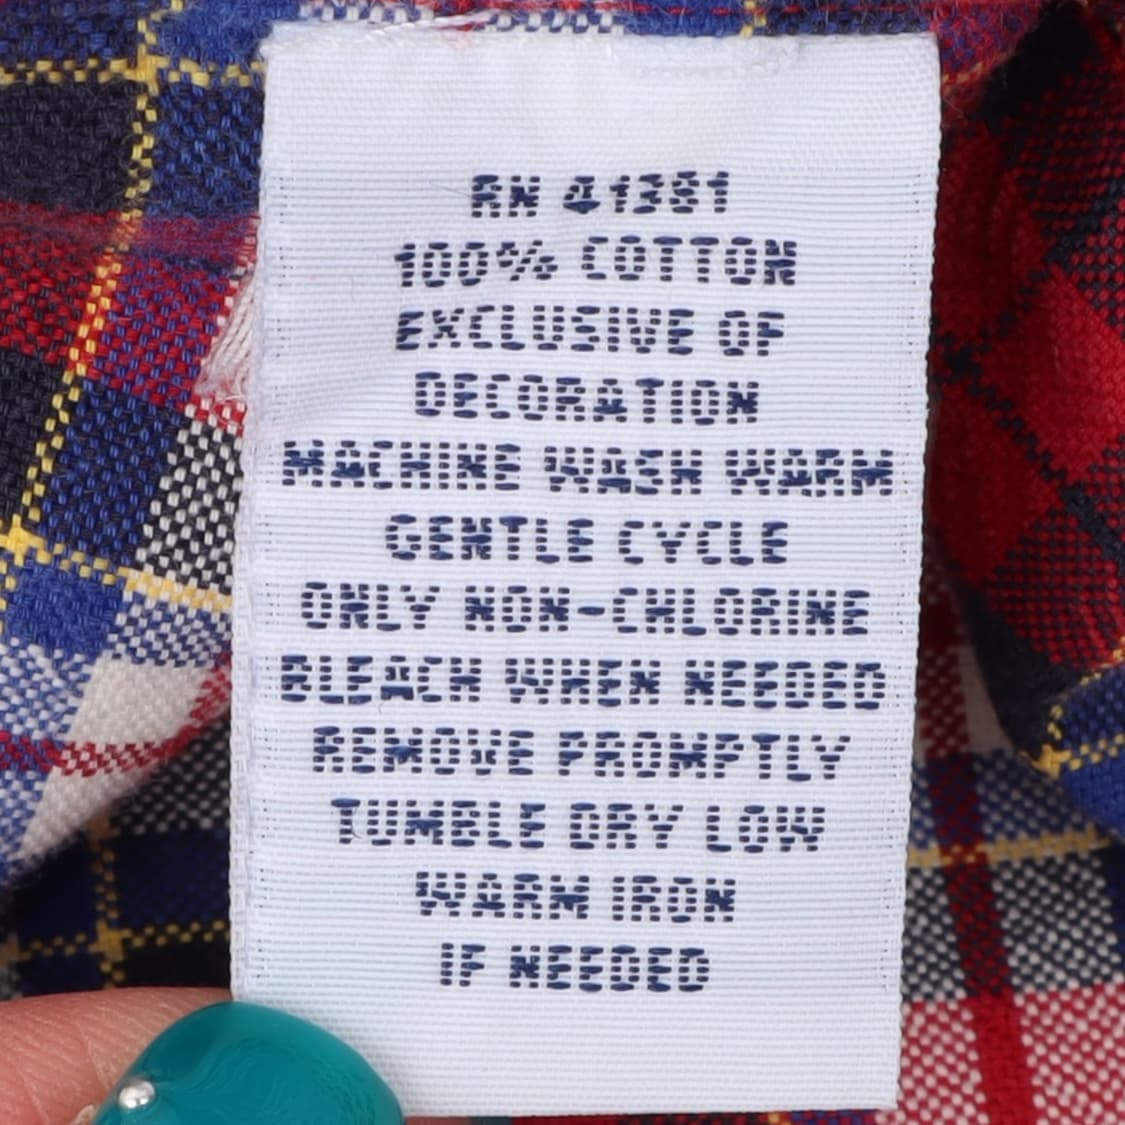 RN 41381
100% COTTON
EXCLUSIVE OF
DECORATION
MACHINE WASH WARM
GENTLE CYCLE
ONLY NON-CHLORINE
BLEACH WHEN NEEDED
REMOVE PROMPTLY
TUMBLE DRY LOW
WARM IRON
IF NEEDED